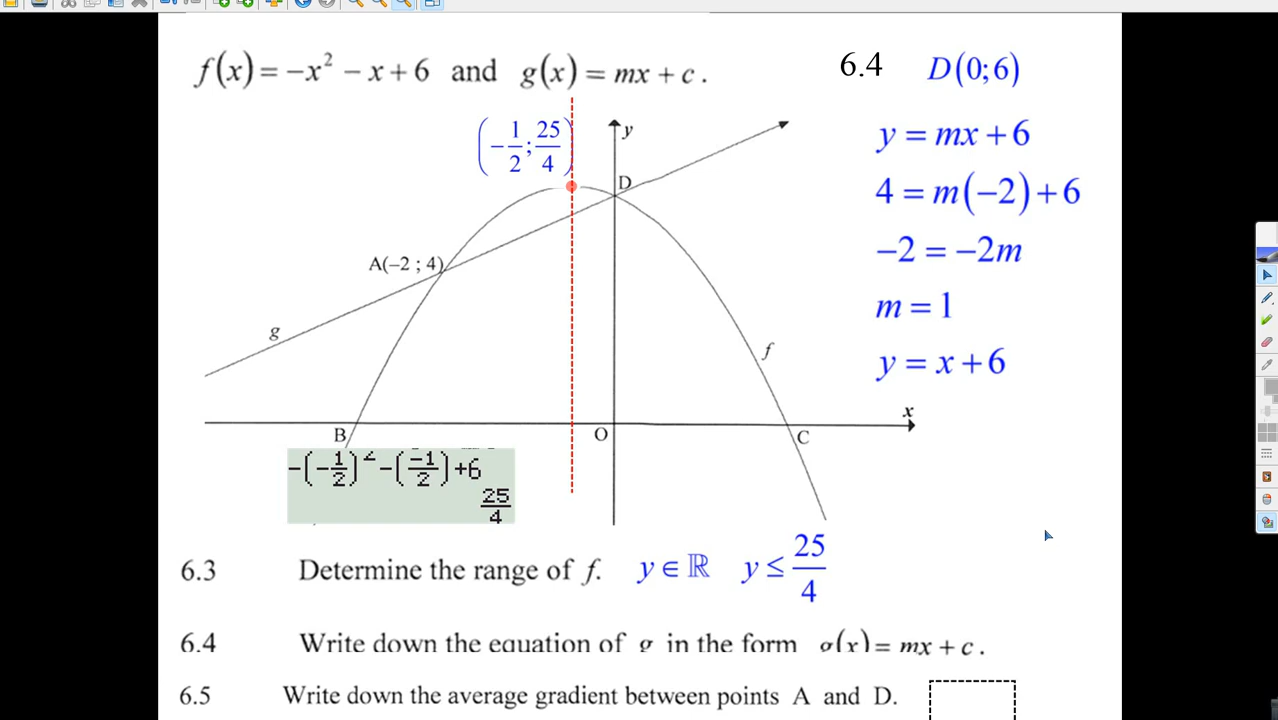 f(x) = −x² − x + 6 and g(x) = mx + c.
6.4 D(0;6)
(−1/2; 25/4)
y
D
y = mx + 6
4 = m(−2) + 6
−2 = −2m
A(−2 ; 4)
m = 1
g
f
y = x + 6
x
B
O
C
−(−1/2)²−(−1/2)+6
25/4
6.3 Determine the range of f. y ∈ ℝ y ≤ 25/4
6.4 Write down the equation of g in the form g(x) = mx + c.
6.5 Write down the average gradient between points A and D.